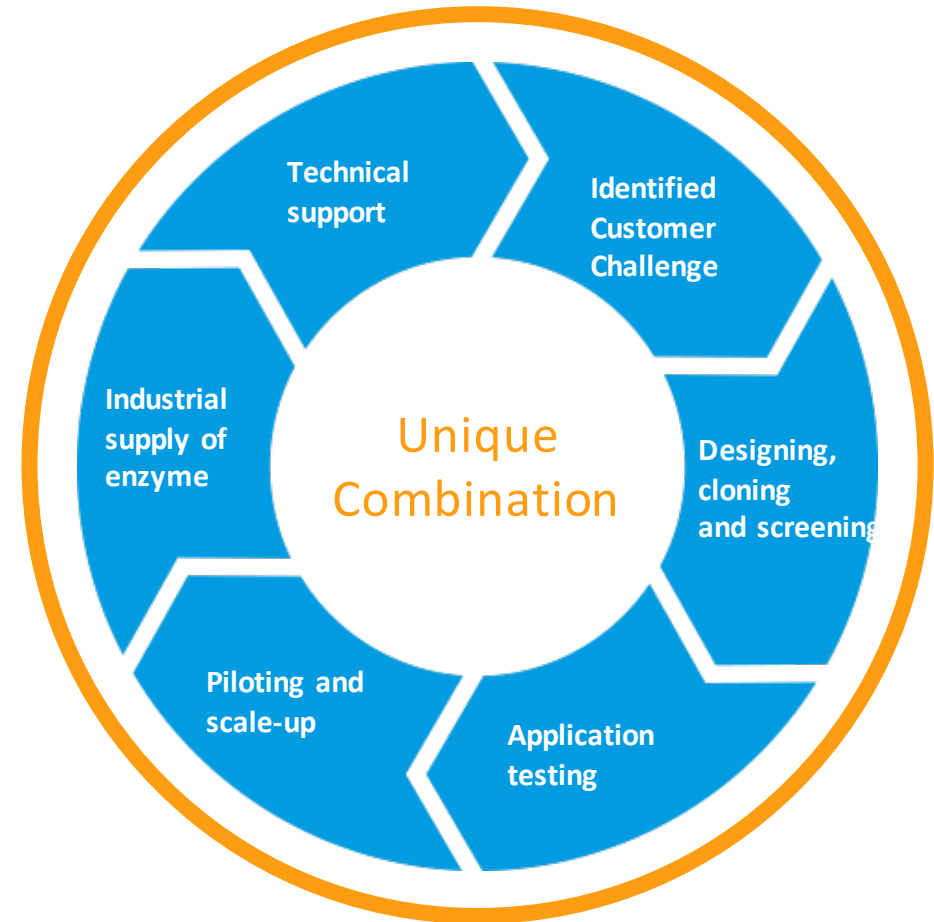 Technical
support
Identified
Customer
Challenge
Designing,
cloning
and screening
Application
testing
Piloting and
scale-up
Industrial
supply of
enzyme
Unique
Combination